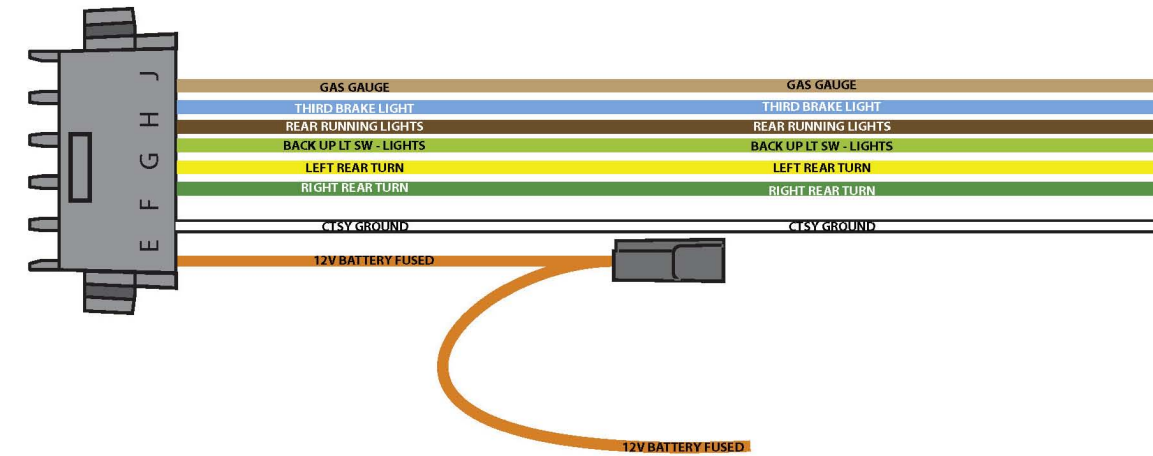 J
H
G
F
E
GAS GAUGE GAS GAUGE
THIRD BRAKE LIGHT THIRD BRAKE LIGHT
REAR RUNNING LIGHTS REAR RUNNING LIGHTS
BACK UP LT SW - LIGHTS BACK UP LT SW - LIGHTS
LEFT REAR TURN LEFT REAR TURN
RIGHT REAR TURN RIGHT REAR TURN
CTSY GROUND CTSY GROUND
12V BATTERY FUSED
12V BATTERY FUSED